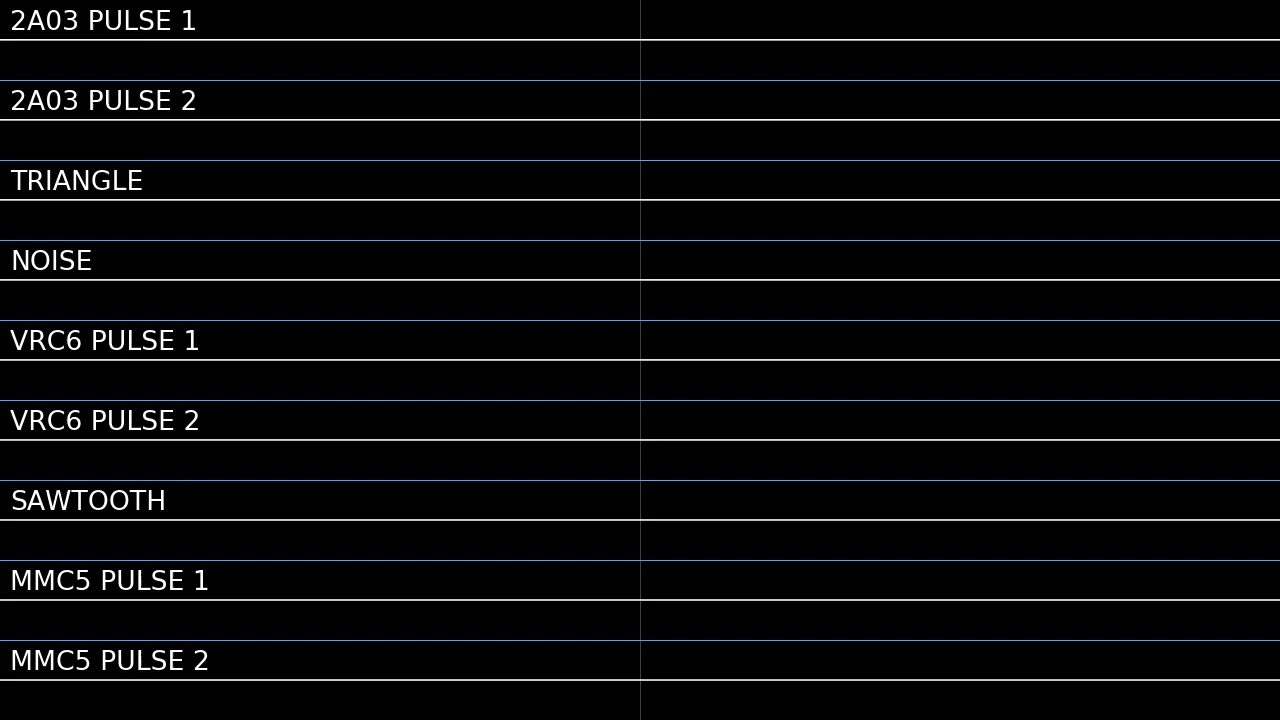 2A03 PULSE 1
2A03 PULSE 2
TRIANGLE
NOISE
VRC6 PULSE 1
VRC6 PULSE 2
SAWTOOTH
MMC5 PULSE 1
MMC5 PULSE 2